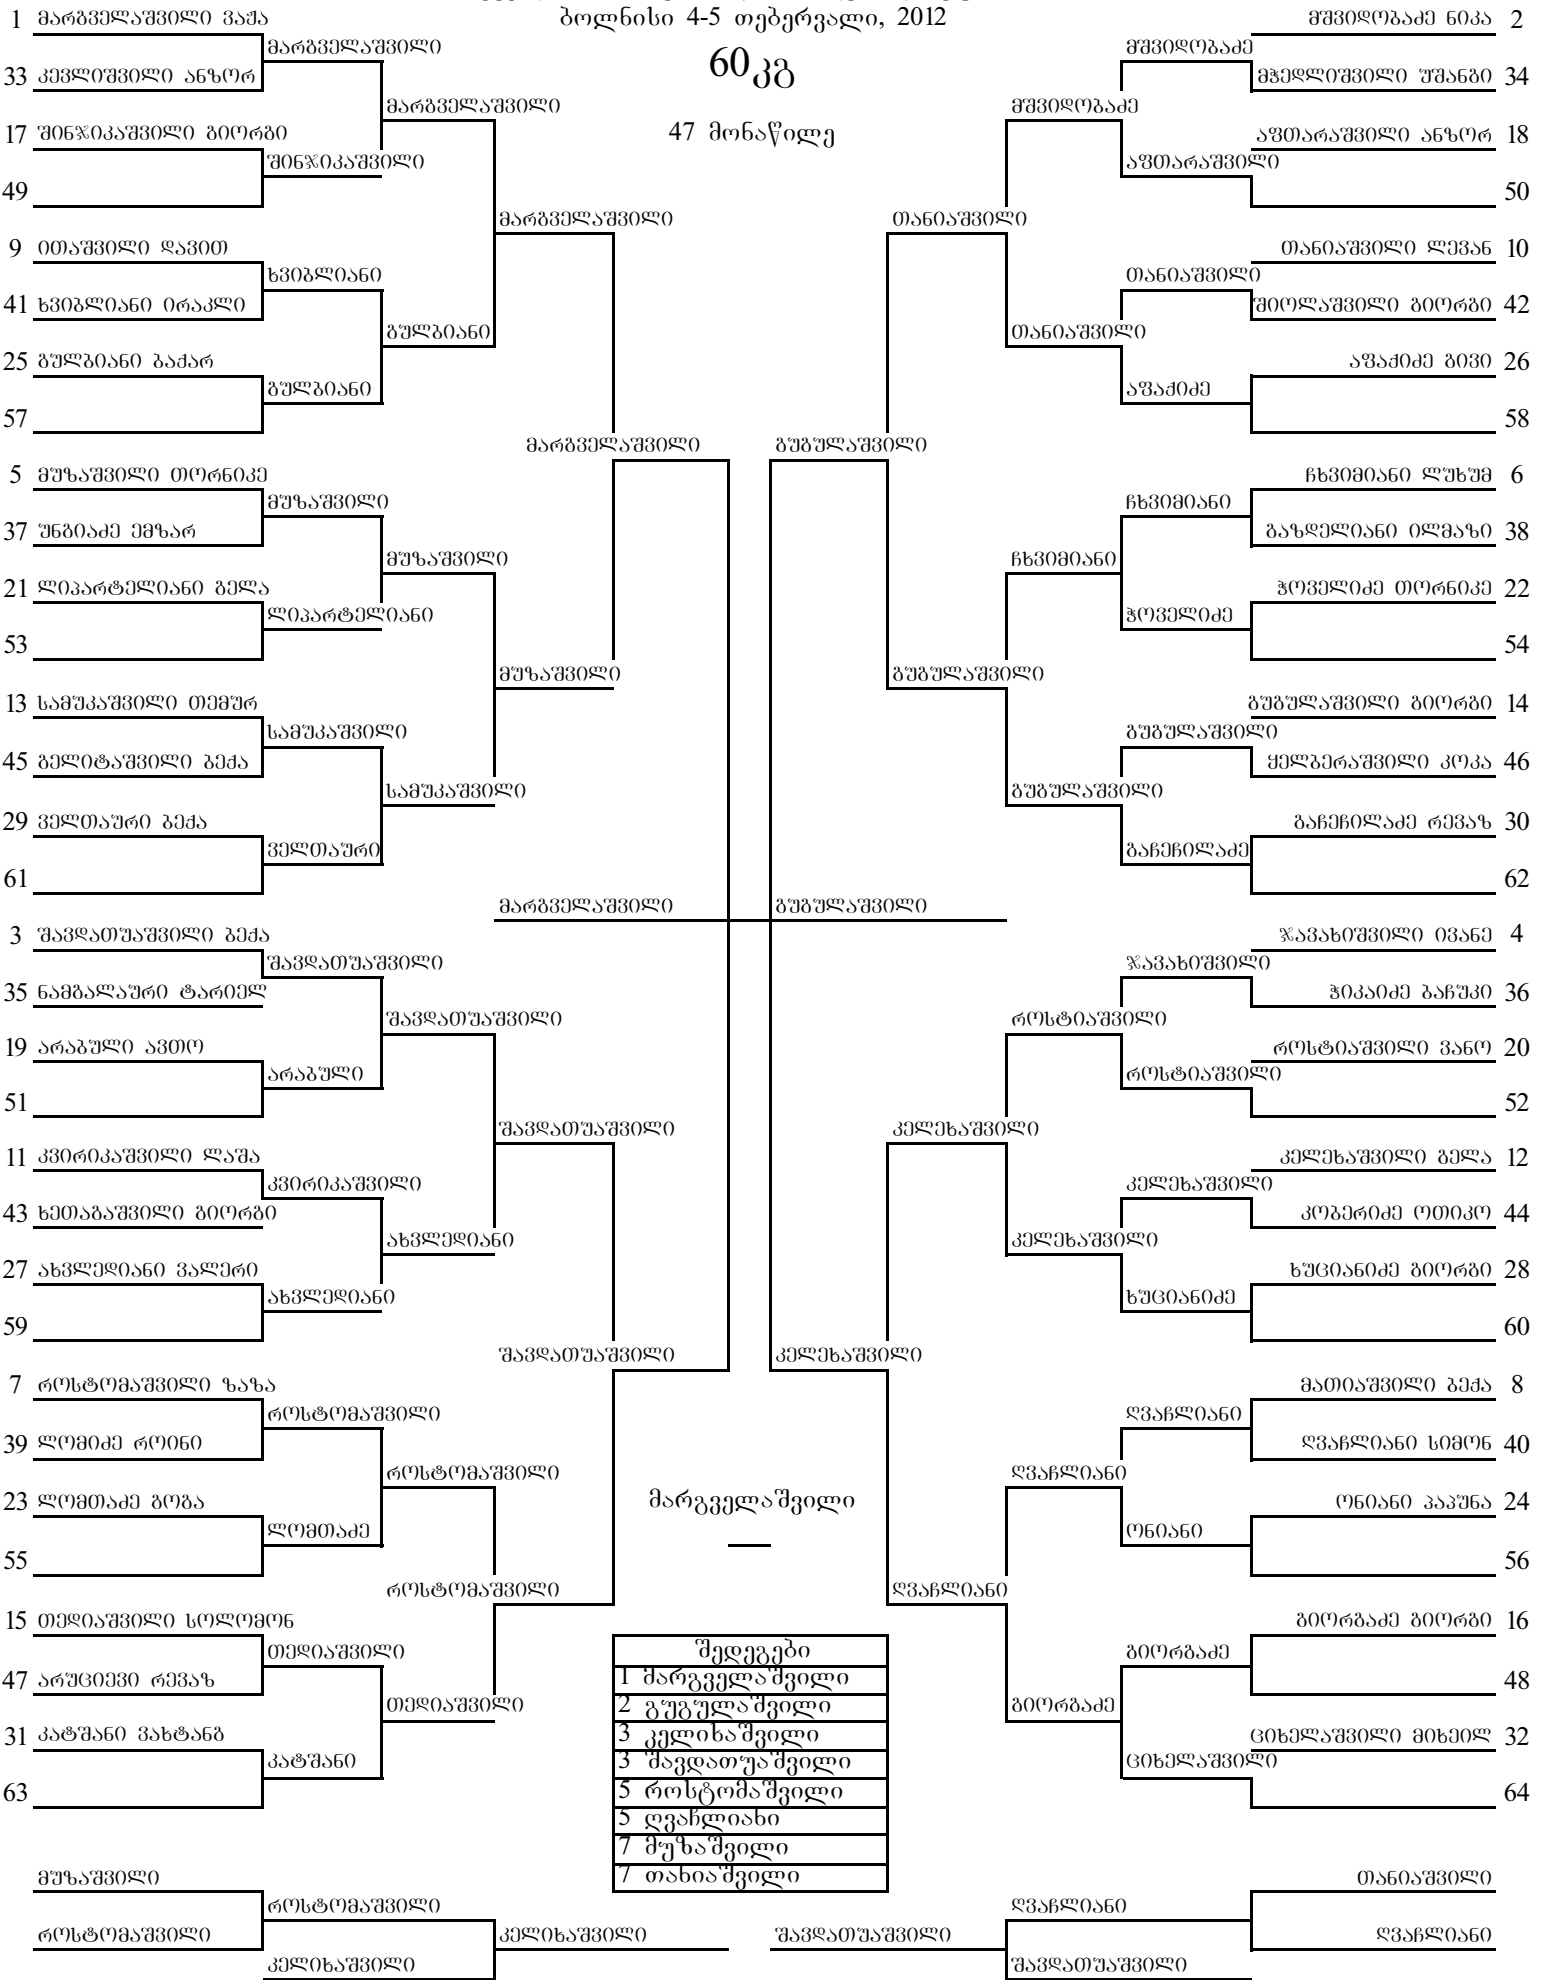 ბოლნისი 4-5 თებერვალი, 2012
60კგ
47 მონაწილე
1 მარგველაშვილი ვაჟა
მარგველაშვილი
33 კევლიშვილი ანზორ
მარგველაშვილი
17 შინჯიკაშვილი გიორგი
შინჯიკაშვილი
49
მარგველაშვილი
9 ითაშვილი დავით
ხვიბლიანი
41 ხვიბლიანი ირაკლი
გულბიანი
25 გულბიანი ბაქარ
გულბიანი
57
მარგველაშვილი
5 მუზაშვილი თორნიკე
მუზაშვილი
37 უნგიაძე ემზარ
მუზაშვილი
21 ლიპარტელიანი გელა
ლიპარტელიანი
53
მუზაშვილი
13 სამუკაშვილი თემურ
სამუკაშვილი
45 გელიტაშვილი ბექა
სამუკაშვილი
29 ველთაური ბექა
ველთაური
61
მარგველაშვილი
3 შავდათუაშვილი ბექა
შავდათუაშვილი
35 ნამგალაური ტარიელ
შავდათუაშვილი
19 არაბული ავთო
არაბული
51
შავდათუაშვილი
11 კვირიკაშვილი ლაშა
კვირიკაშვილი
43 ხეთაგაშვილი გიორგი
ახვლედიანი
27 ახვლედიანი ვალერი
ახვლედიანი
59
შავდათუაშვილი
7 როსტომაშვილი ზაზა
როსტომაშვილი
39 ლომიძე როინი
როსტომაშვილი
23 ლომთაძე გოგა
ლომთაძე
55
როსტომაშვილი
15 თედიაშვილი სოლომონ
თედიაშვილი
47 არუციევი რევაზ
თედიაშვილი
31 კატშანი ვახტანგ
კატშანი
63
მშვიდობაძე ნიკა 2
მშვიდობაძე
მჭედლიშვილი უშანგი 34
მშვიდობაძე
აფთარაშვილი ანზორ 18
აფთარაშვილი
50
თანიაშვილი
თანიაშვილი ლევან 10
თანიაშვილი
შიოლაშვილი გიორგი 42
თანიაშვილი
აფაქიძე გივი 26
აფაქიძე
58
გუგულაშვილი
ჩხვიმიანი ლუხუმ 6
ჩხვიმიანი
გაზდელიანი ილმაზი 38
ჩხვიმიანი
ჭოველიძე თორნიკე 22
ჭოველიძე
54
გუგულაშვილი
გუგულაშვილი გიორგი 14
გუგულაშვილი
ყელბერაშვილი კოკა 46
გუგულაშვილი
გაჩეჩილაძე რევაზ 30
გაჩეჩილაძე
62
გუგულაშვილი
ჯავახიშვილი ივანე 4
ჯავახიშვილი
ჭიკაიძე ბაჩუკი 36
როსტიაშვილი
როსტიაშვილი ვანო 20
როსტიაშვილი
52
კელეხაშვილი
კელეხაშვილი გელა 12
კელეხაშვილი
კობერიძე ოთიკო 44
კელეხაშვილი
ხუციანიძე გიორგი 28
ხუციანიძე
60
კელეხაშვილი
მათიაშვილი ბექა 8
ღვაჩლიანი
ღვაჩლიანი სიმონ 40
ღვაჩლიანი
ონიანი პაპუნა 24
ონიანი
56
ღვაჩლიანი
გიორგაძე გიორგი 16
გიორგაძე
48
გიორგაძე
ციხელაშვილი მიხეილ 32
ციხელაშვილი
64
მარგველაშვილი
შედეგები
1 მარგველაშვილი
2 გუგულაშვილი
3 კელიხაშვილი
3 შავდათუაშვილი
5 როსტომაშვილი
5 ღვაჩლიანი
7 მუზაშვილი
7 თანიაშვილი
მუზაშვილი
როსტომაშვილი
როსტომაშვილი
კელიხაშვილი
კელიხაშვილი
თანიაშვილი
ღვაჩლიანი
შავდათუაშვილი
ღვაჩლიანი
შავდათუაშვილი